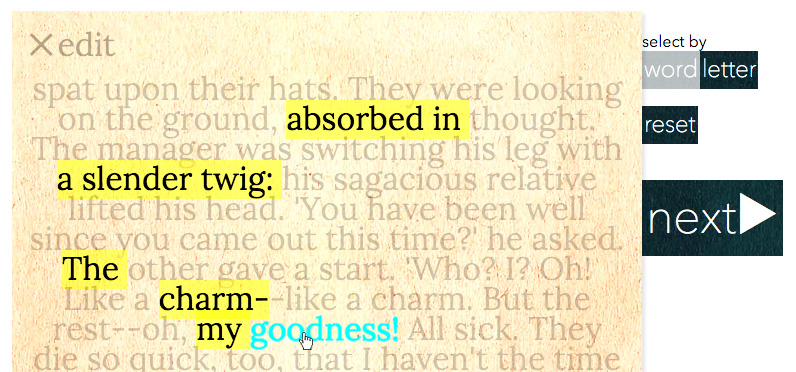 edit
spat upon their hats. They were looking
on the ground, absorbed in thought.
The manager was switching his leg with
a slender twig: his sagacious relative
lifted his head. 'You have been well
since you came out this time?' he asked.
The other gave a start. 'Who? I? Oh!
Like a charm--like a charm. But the
rest--oh, my goodness! All sick. They
die so quick, too, that I haven't the time
select by
word letter
reset
next